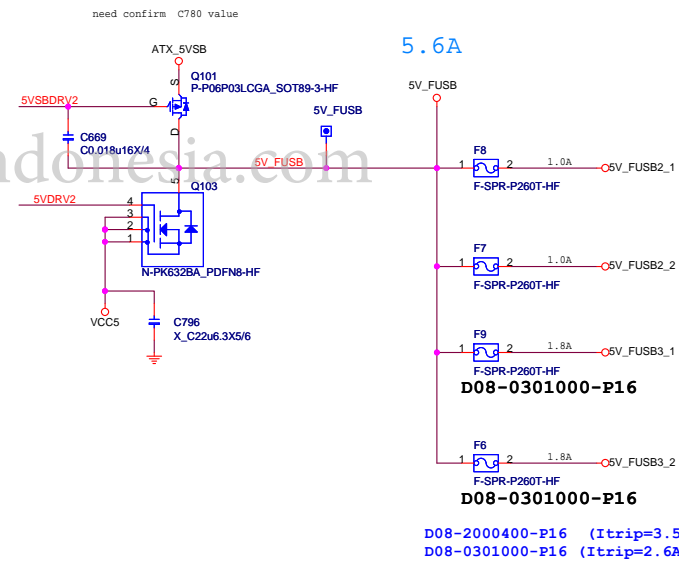 need confirm C780 value
5.6A
ATX_5VSB
S
Q101
P-P06P03LCGA_SOT89-3-HF
5V_FUSB
5VSBDRV2
G
5V_FUSB
C669
C0.018u16X/4
D
F8
ndonesia.com
5V_FUSB
1
2
1.0A
5V_FUSB2_1
F-SPR-P260T-HF
5
Q103
5VDRV2
4
3
2
1
F7
1
2
1.0A
5V_FUSB2_2
F-SPR-P260T-HF
N-PK632BA_PDFN8-HF
VCC5
C796
X_C22u6.3X5/6
F9
1
2
1.8A
5V_FUSB3_1
F-SPR-P260T-HF
D08-0301000-P16
F6
1
2
1.8A
5V_FUSB3_2
F-SPR-P260T-HF
D08-0301000-P16
D08-2000400-P16 (Itrip=3.5
D08-0301000-P16 (Itrip=2.6A